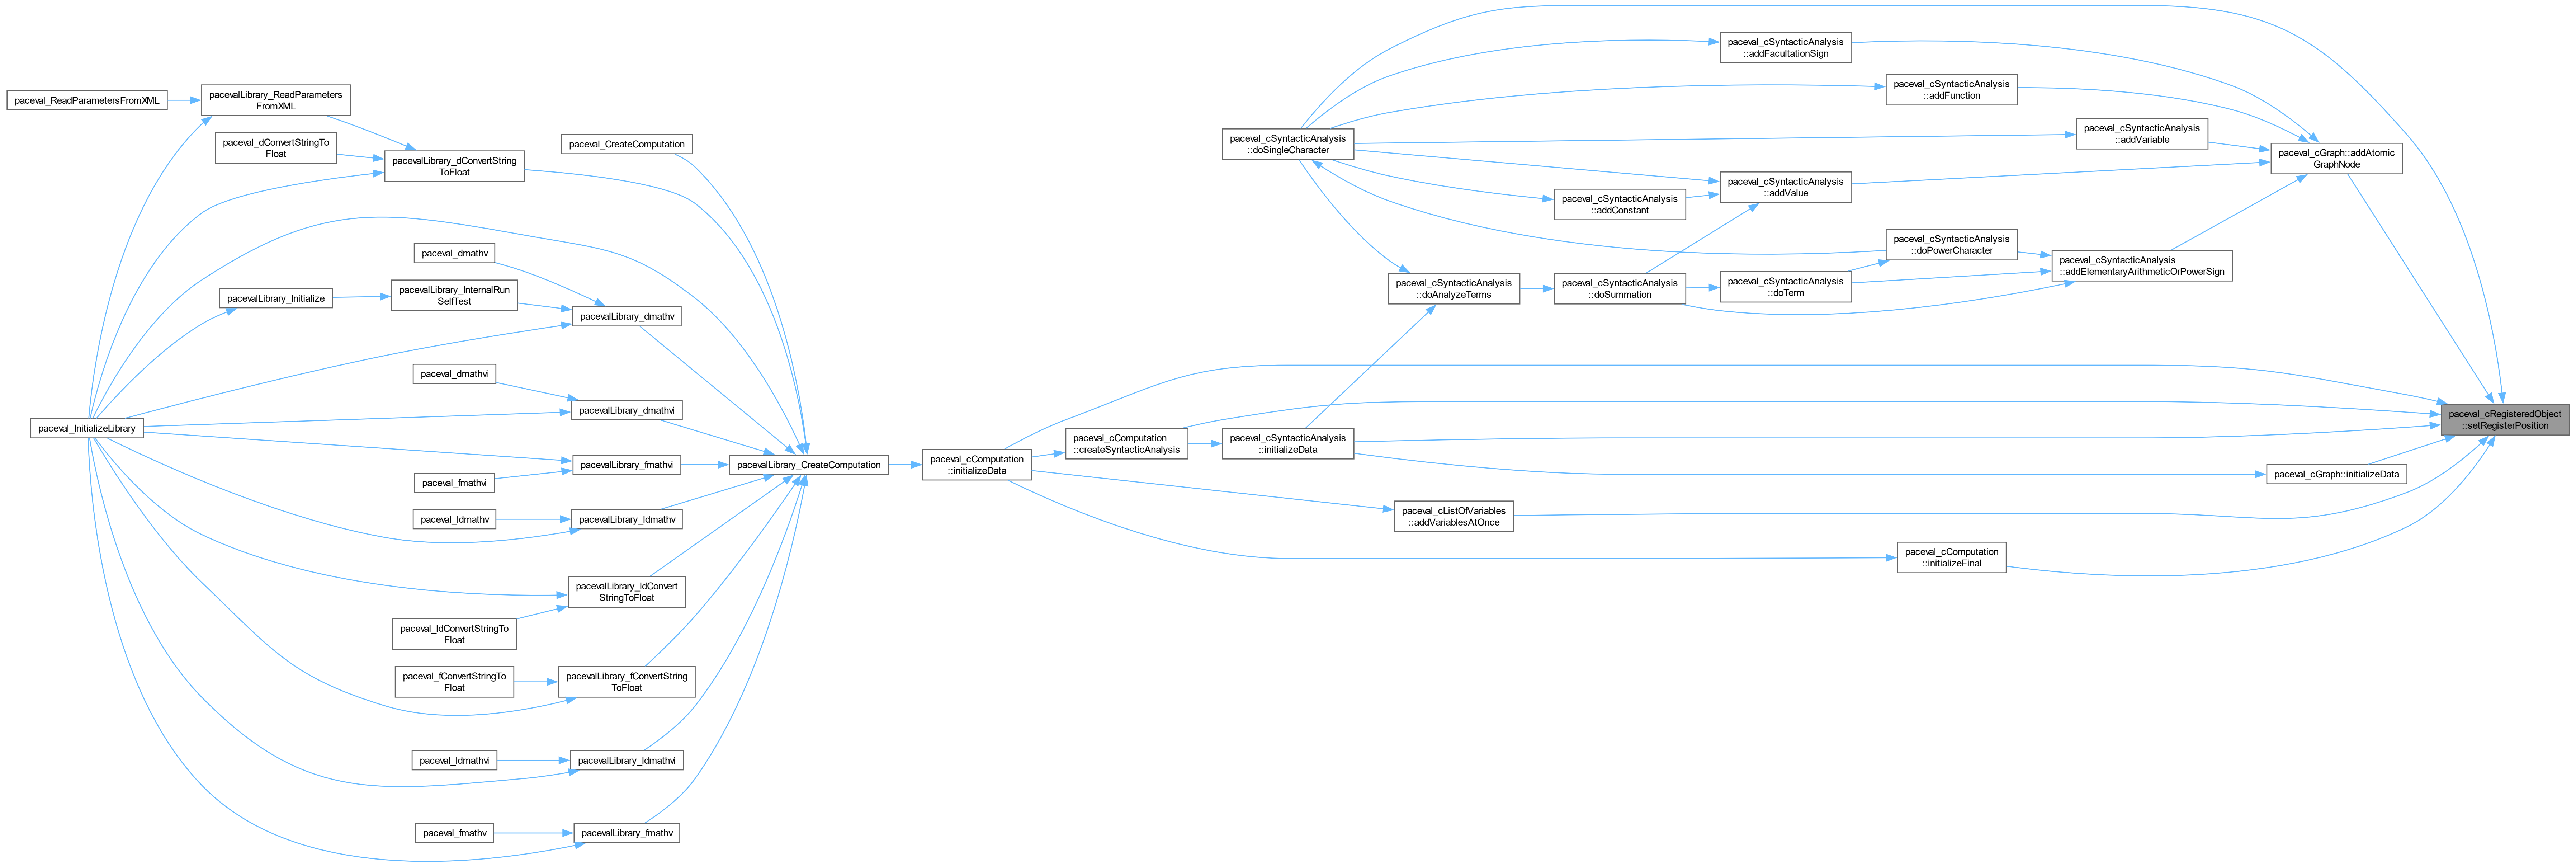 paceval_ReadParametersFromXML
pacevalLibrary_ReadParameters
FromXML
paceval_dConvertStringTo
Float
pacevalLibrary_dConvertString
ToFloat
paceval_CreateComputation
paceval_dmathv
pacevalLibrary_Initialize
pacevalLibrary_InternalRun
SelfTest
pacevalLibrary_dmathv
paceval_dmathvi
pacevalLibrary_dmathvi
paceval_InitializeLibrary
pacevalLibrary_fmathvi
paceval_fmathvi
pacevalLibrary_CreateComputation
paceval_ldmathv
pacevalLibrary_ldmathv
pacevalLibrary_ldConvert
StringToFloat
paceval_ldConvertStringTo
Float
paceval_fConvertStringTo
Float
pacevalLibrary_fConvertString
ToFloat
paceval_ldmathvi
pacevalLibrary_ldmathvi
paceval_fmathv
pacevalLibrary_fmathv
paceval_cComputation
::initializeData
paceval_cComputation
::createSyntacticAnalysis
paceval_cSyntacticAnalysis
::doSingleCharacter
paceval_cSyntacticAnalysis
::doAnalyzeTerms
paceval_cSyntacticAnalysis
::initializeData
paceval_cListOfVariables
::addVariablesAtOnce
paceval_cSyntacticAnalysis
::addConstant
paceval_cSyntacticAnalysis
::doSummation
paceval_cSyntacticAnalysis
::addFacultationSign
paceval_cSyntacticAnalysis
::addFunction
paceval_cSyntacticAnalysis
::addVariable
paceval_cSyntacticAnalysis
::addValue
paceval_cSyntacticAnalysis
::doPowerCharacter
paceval_cSyntacticAnalysis
::doTerm
paceval_cSyntacticAnalysis
::addElementaryArithmeticOrPowerSign
paceval_cGraph::addAtomic
GraphNode
paceval_cRegisteredObject
::setRegisterPosition
paceval_cGraph::initializeData
paceval_cComputation
::initializeFinal